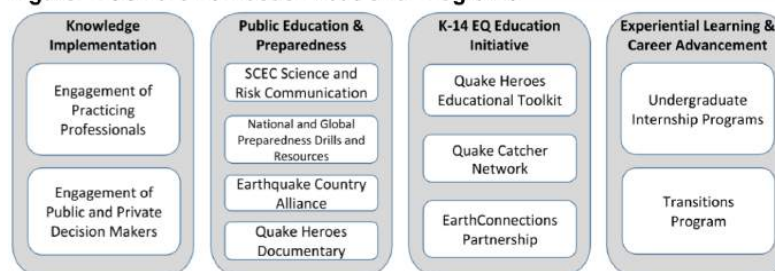 Knowledge
Implementation
Engagement of
Practicing
Professionals
Engagement of
Public and Private
Decision Makers
Public Education &
Preparedness
SCEC Science and
Risk Communication
National and Global
Preparedness Drills and
Resources
Earthquake Country
Alliance
Quake Heroes
Documentary
K-14 EQ Education
Initiative
Quake Heroes
Educational Toolkit
Quake Catcher
Network
EarthConnections
Partnership
Experiential Learning &
Career Advancement
Undergraduate
Internship Programs
Transitions
Program